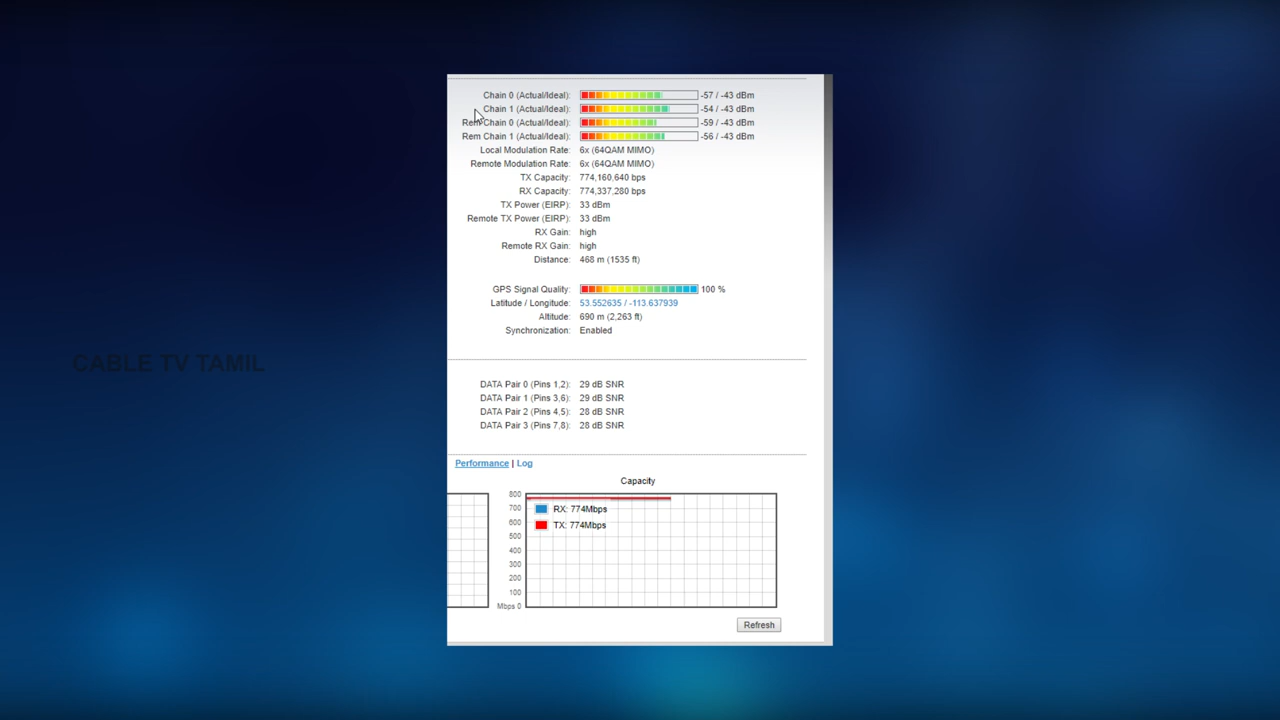 Chain 0 (Actual/Ideal): -57 / -43 dBm
Chain 1 (Actual/Ideal): -54 / -43 dBm
Rem Chain 0 (Actual/Ideal): -59 / -43 dBm
Rem Chain 1 (Actual/Ideal): -56 / -43 dBm
Local Modulation Rate: 6x (64QAM MIMO)
Remote Modulation Rate: 6x (64QAM MIMO)
TX Capacity: 774,160,640 bps
RX Capacity: 774,337,280 bps
TX Power (EIRP): 33 dBm
Remote TX Power (EIRP): 33 dBm
RX Gain: high
Remote RX Gain: high
Distance: 468 m (1535 ft)
GPS Signal Quality: 100 %
Latitude / Longitude: 53.552635 / -113.637939
Altitude: 690 m (2,263 ft)
Synchronization: Enabled
CABLE TV TAMIL
DATA Pair 0 (Pins 1,2): 29 dB SNR
DATA Pair 1 (Pins 3,6): 29 dB SNR
DATA Pair 2 (Pins 4,5): 28 dB SNR
DATA Pair 3 (Pins 7,8): 28 dB SNR
Performance | Log
Capacity
800
700
600
500
400
300
200
100
Mbps 0
RX: 774Mbps
TX: 774Mbps
Refresh